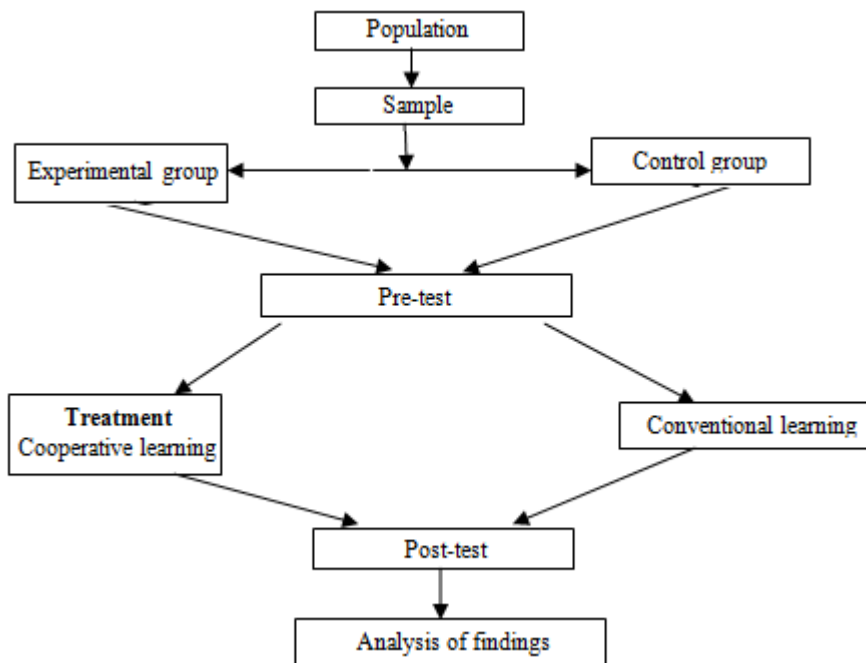 Population
Sample
Experimental group
Control group
Pre-test
Treatment
Cooperative learning
Conventional learning
Post-test
Analysis of findings